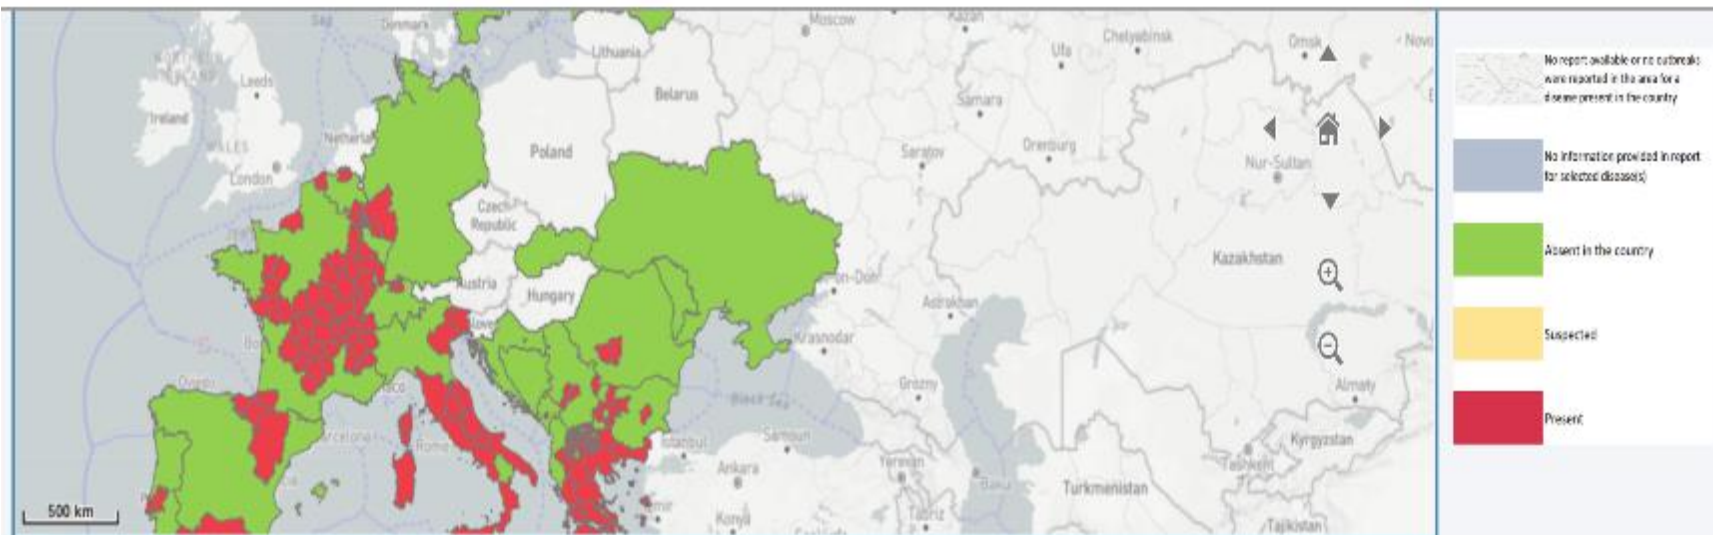 Denmark
Moscow
Kazan
Chelyabinsk
Omsk
Ufa
Lithuania
Leeds
Belarus
Samara
Ireland
WALES
Poland
Saratov
Orenburg
Nur-Sultan
London
Czech
Republic
Kazakhstan
Austria
Hungary
Astrakhan
Krasnodar
Grozny
Almaty
Black Sea
Rome
Istanbul
Samsun
Kyrgyzstan
Ankara
Yerevan
Tashkent
Baku
Turkmenistan
500 km
Konya
Tabriz
Tajikistan
No report available or no outbreaks
were reported in the area for a
disease present in the country
No information provided in report
for selected disease(s)
Absent in the country
Suspected
Present